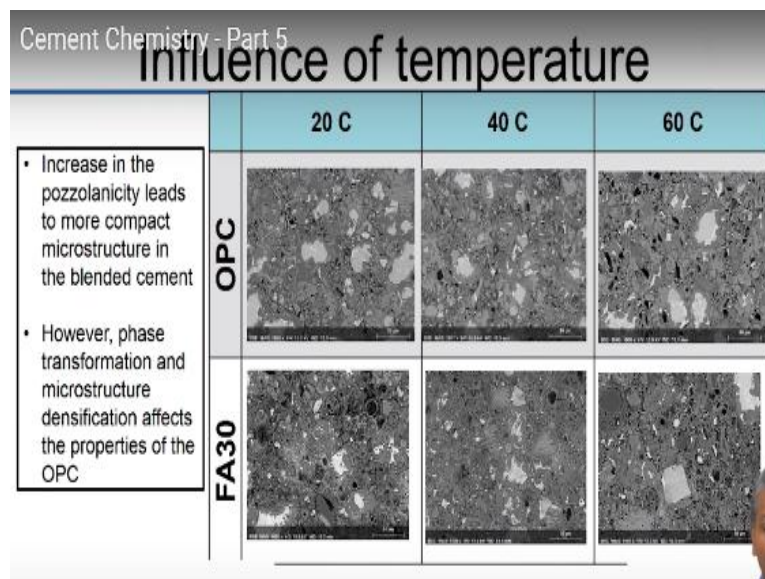 Cement Chemistry - Part 5
Influence of temperature
20 C
40 C
60 C
• Increase in the
pozzolanicity leads
to more compact
microstructure in
the blended cement
• However, phase
transformation and
microstructure
densification affects
the properties of the
OPC
OPC
FA30